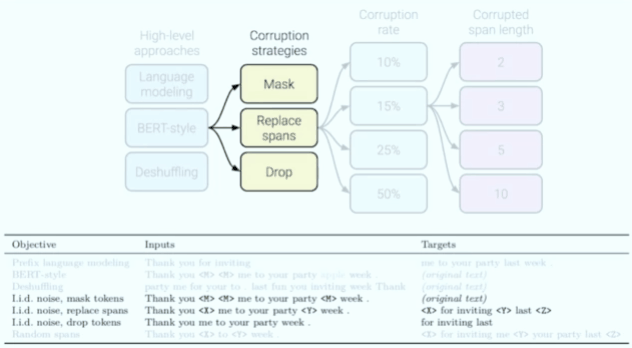 High-level approaches
Corruption strategies
Corruption rate
Corrupted span length
Language modeling
BERT-style
Deshuffling
Mask
Replace spans
Drop
10%
15%
25%
50%
2
3
5
10
Objective Inputs Targets
Prefix language modeling Thank you for inviting me to your party last week .
BERT-style Thank you <M> <M> me to your party apple week . (original text)
Deshuffling party me for your to . last fun you inviting week Thank (original text)
I.i.d. noise, mask tokens Thank you <M> <M> me to your party <M> week . (original text)
I.i.d. noise, replace spans Thank you <X> me to your party <Y> week . <X> for inviting <Y> last <Z>
I.i.d. noise, drop tokens Thank you me to your party week . for inviting last
Random spans Thank you <X> to <Y> week . <X> for inviting me <Y> your party last <Z>